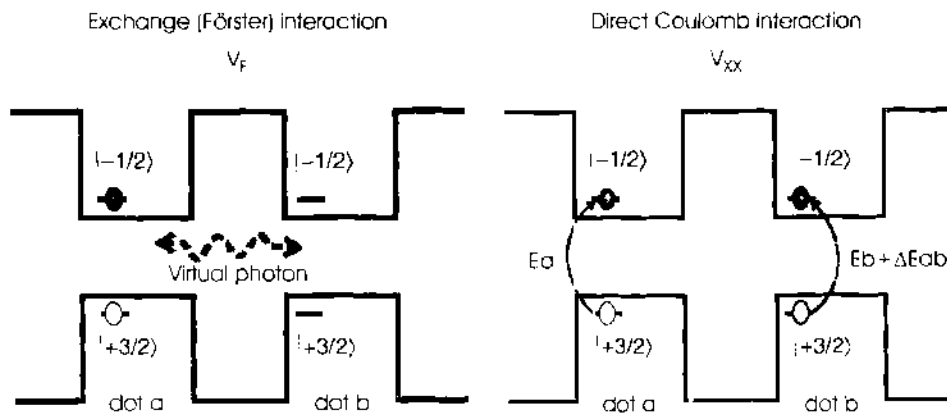 Exchange (Förster) interaction
V_F
|−1/2⟩
|−1/2⟩
Virtual photon
|+3/2⟩
|+3/2⟩
dot a
dot b
Direct Coulomb interaction
V_XX
|−1/2⟩
−1/2⟩
Ea
Eb + ΔEab
|+3/2⟩
|+3/2⟩
dot a
dot b